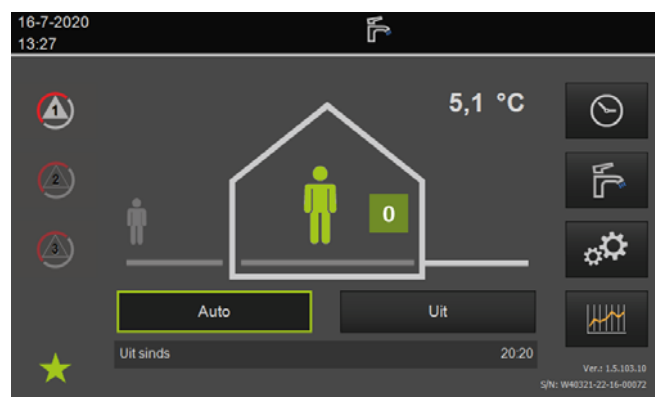 16-7-2020
13:27
5,1 °C
1
2
3
0
Auto
Uit
Uit sinds 20:20
Ver.: 1.5.103.10
S/N: W40321-22-16-00072